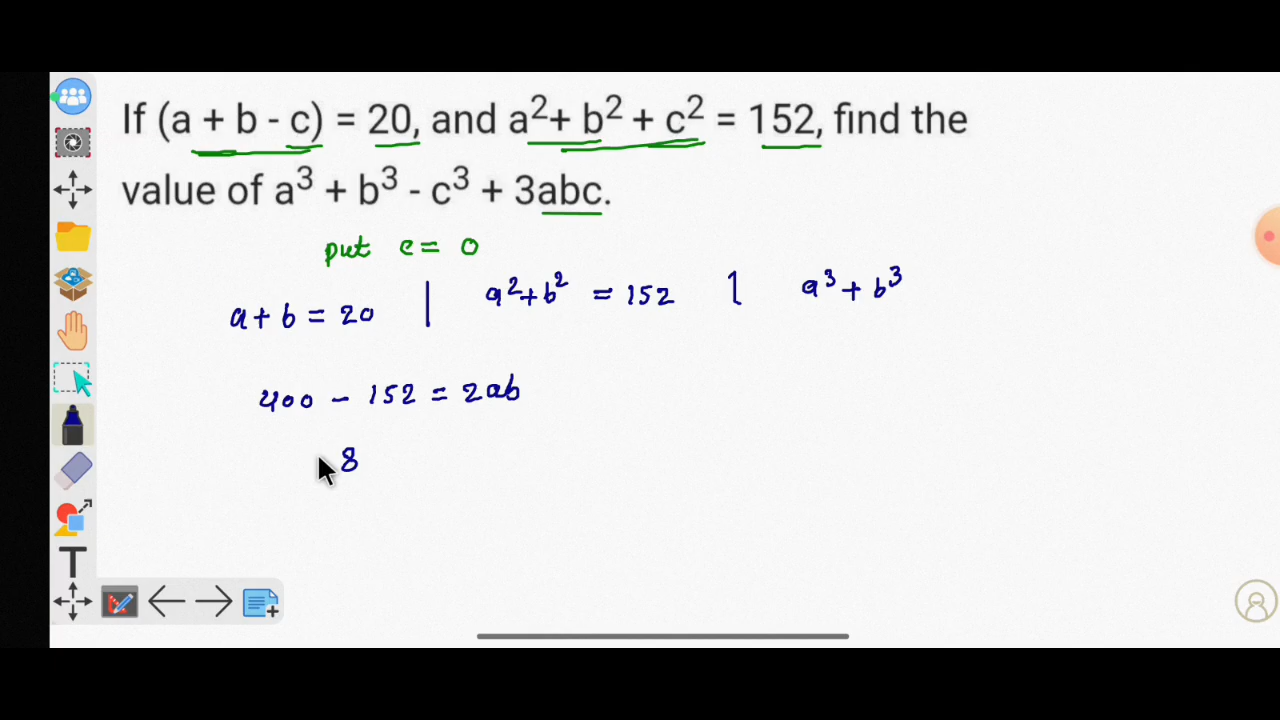 If (a + b - c) = 20, and a² + b² + c² = 152, find the
value of a³ + b³ - c³ + 3abc.
put c = 0
a + b = 20 | a² + b² = 152 | a³ + b³
400 - 152 = 2ab
8
T